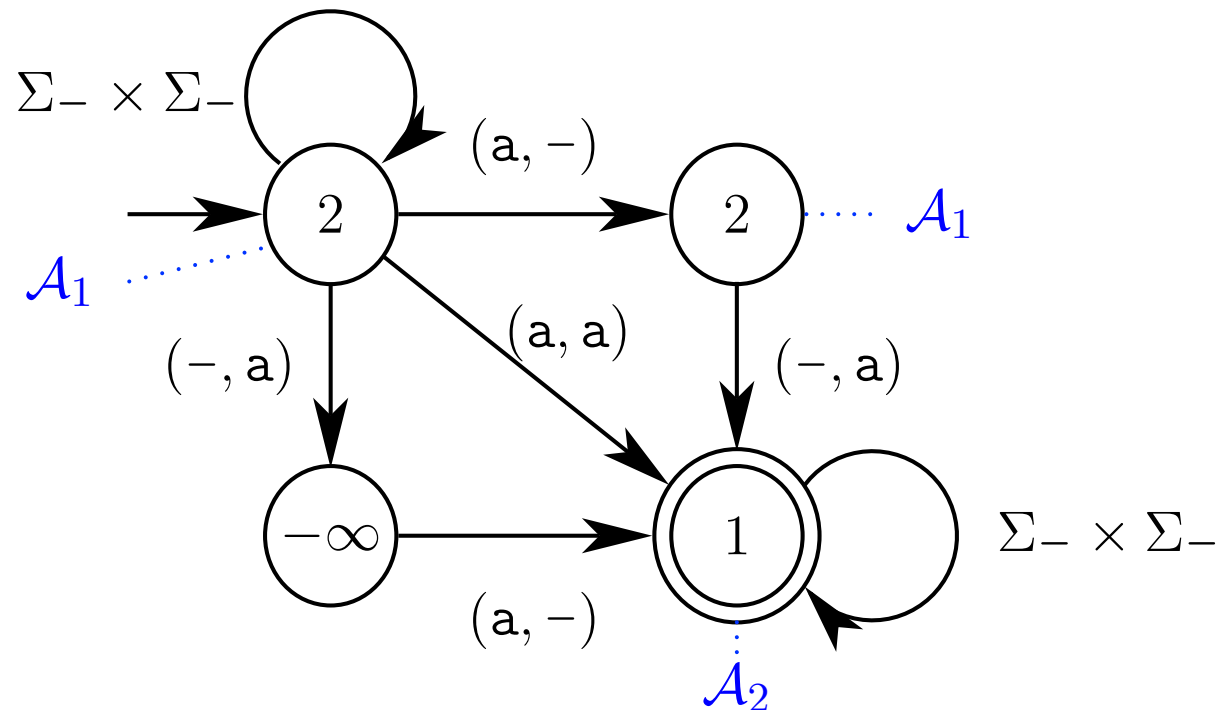 Σ₋ × Σ₋
(a, −)
2
2
𝒜₁
𝒜₁
(a, a)
(−, a)
(−, a)
−∞
1
Σ₋ × Σ₋
(a, −)
𝒜₂